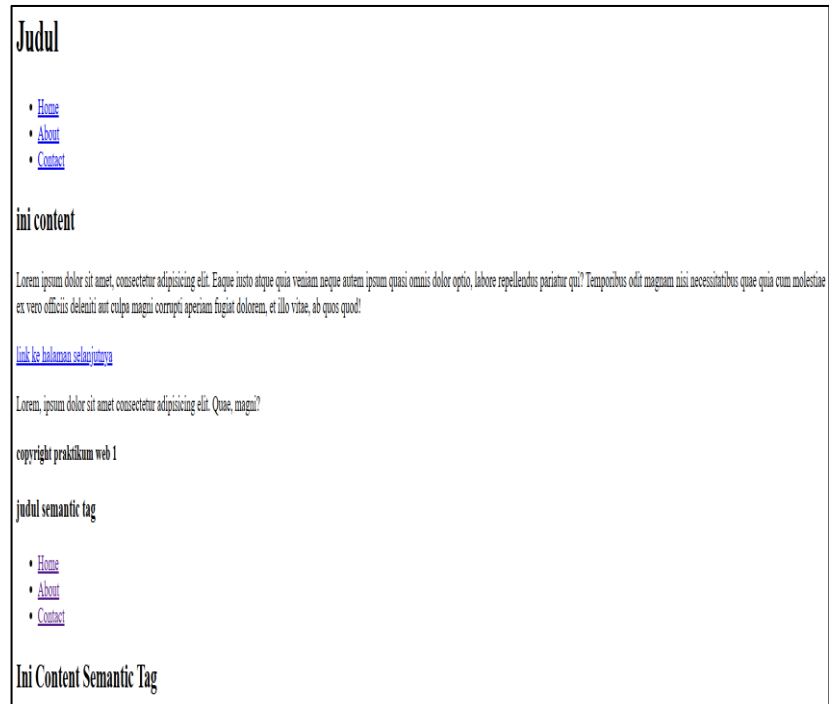 Judul
Home
About
Contact
ini content
Lorem ipsum dolor sit amet, consectetur adipisicing elit. Eaque iusto atque quia veniam neque autem ipsum quasi omnis dolor optio, labore repellendus pariatur qui? Temporibus odit magnam nisi necessitatibus quae quia cum molestiae
ex vero officiis deleniti aut culpa magni corrupti aperiam fugiat dolorem, et illo vitae, ab quos quod!
link ke halaman selanjutnya
Lorem, ipsum dolor sit amet consectetur adipisicing elit. Quae, magni?
copyright praktikum web 1
judul semantic tag
Home
About
Contact
Ini Content Semantic Tag